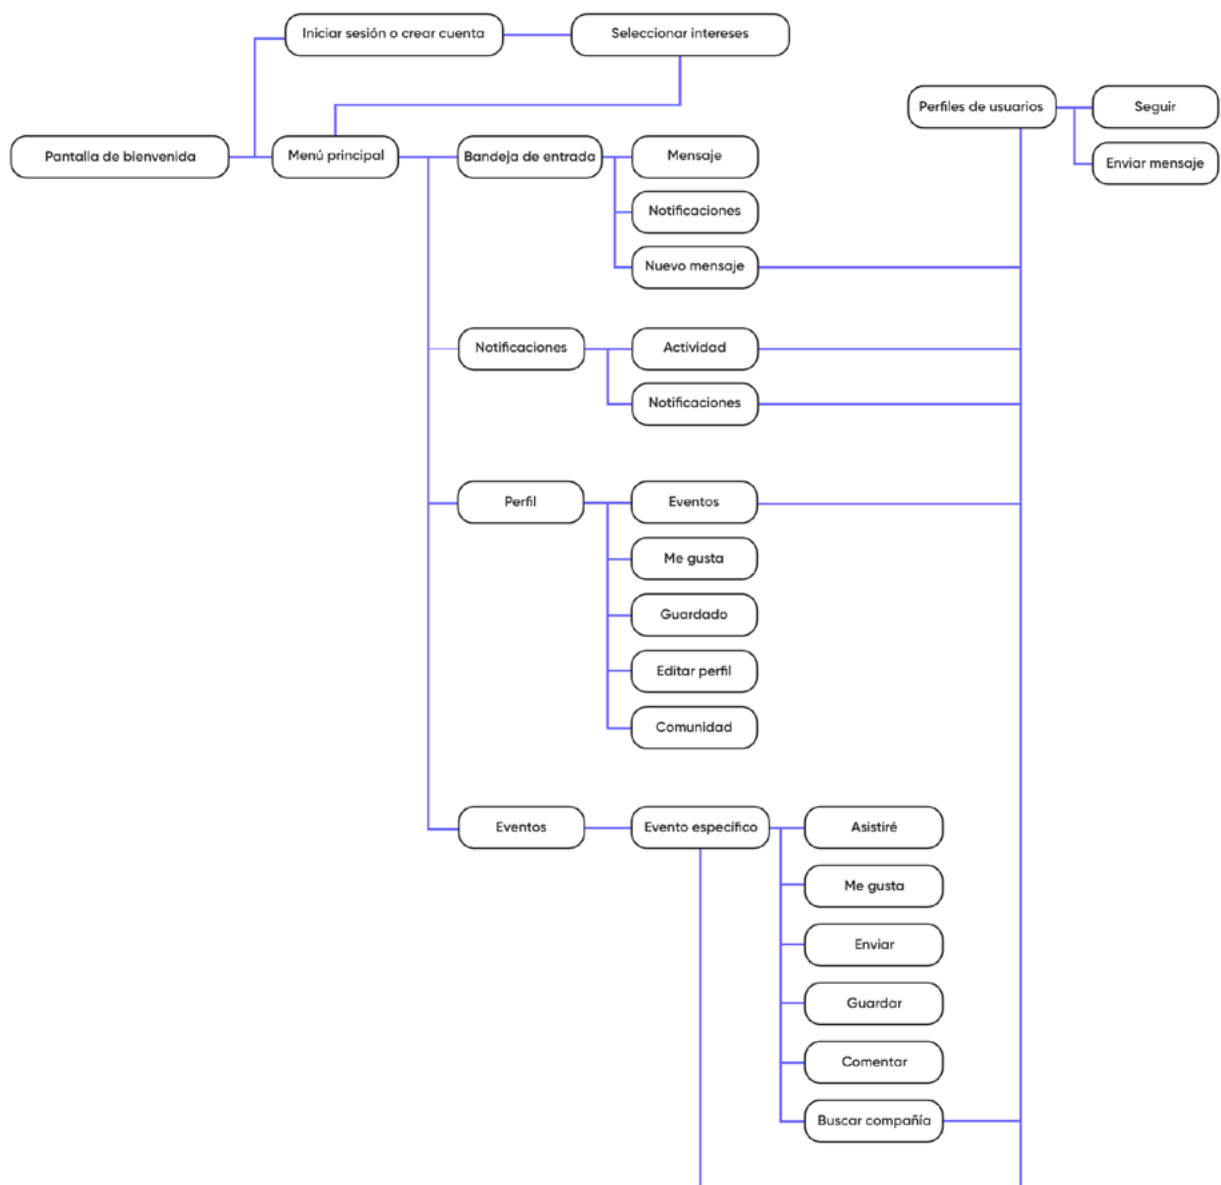 Iniciar sesión o crear cuenta
Seleccionar intereses
Perfiles de usuarios
Seguir
Pantalla de bienvenida
Menú principal
Bandeja de entrada
Mensaje
Enviar mensaje
Notificaciones
Nuevo mensaje
Notificaciones
Actividad
Notificaciones
Perfil
Eventos
Me gusta
Guardado
Editar perfil
Comunidad
Eventos
Evento específico
Asistiré
Me gusta
Enviar
Guardar
Comentar
Buscar compañía